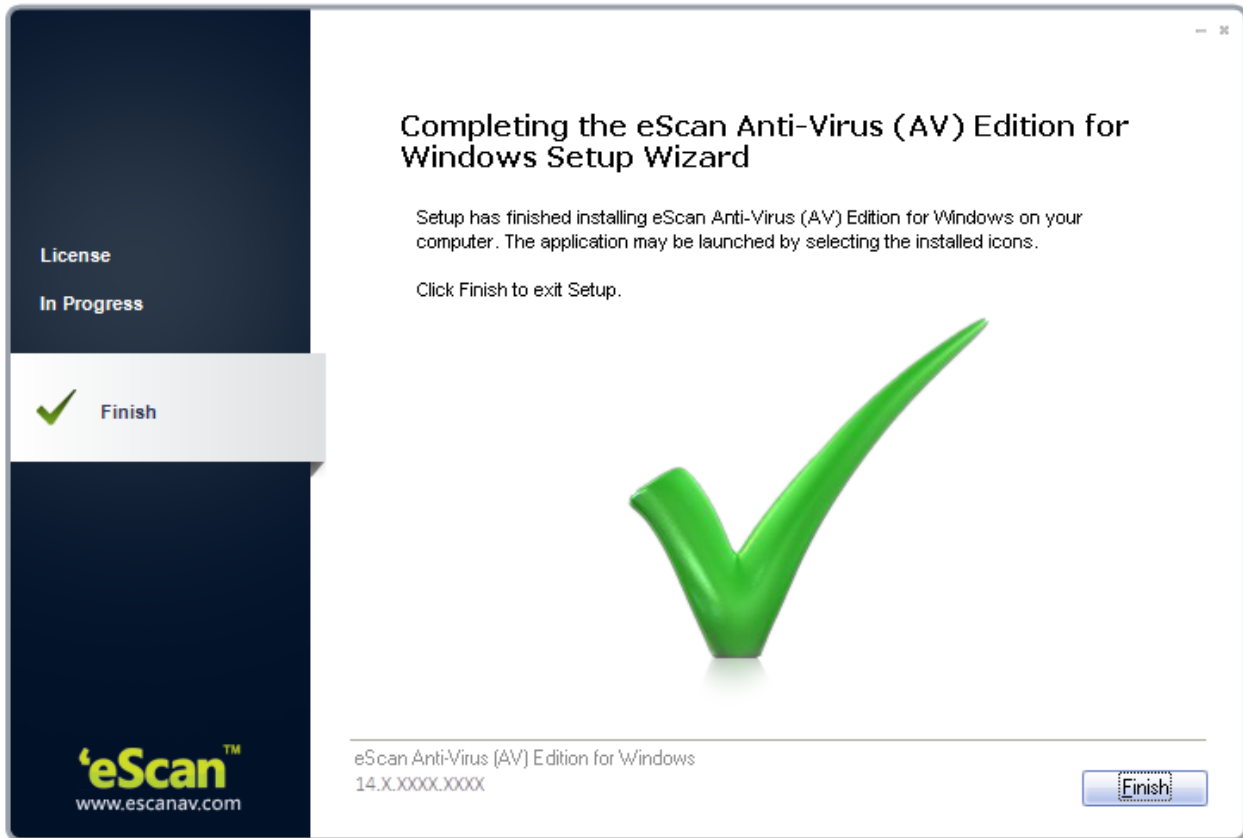 Completing the eScan Anti-Virus (AV) Edition for
Windows Setup Wizard
Setup has finished installing eScan Anti-Virus (AV) Edition for Windows on your
computer. The application may be launched by selecting the installed icons.
Click Finish to exit Setup.
License
In Progress
Finish
eScan™
www.escanav.com
eScan Anti-Virus (AV) Edition for Windows
14.X.XXXX.XXXX
Finish